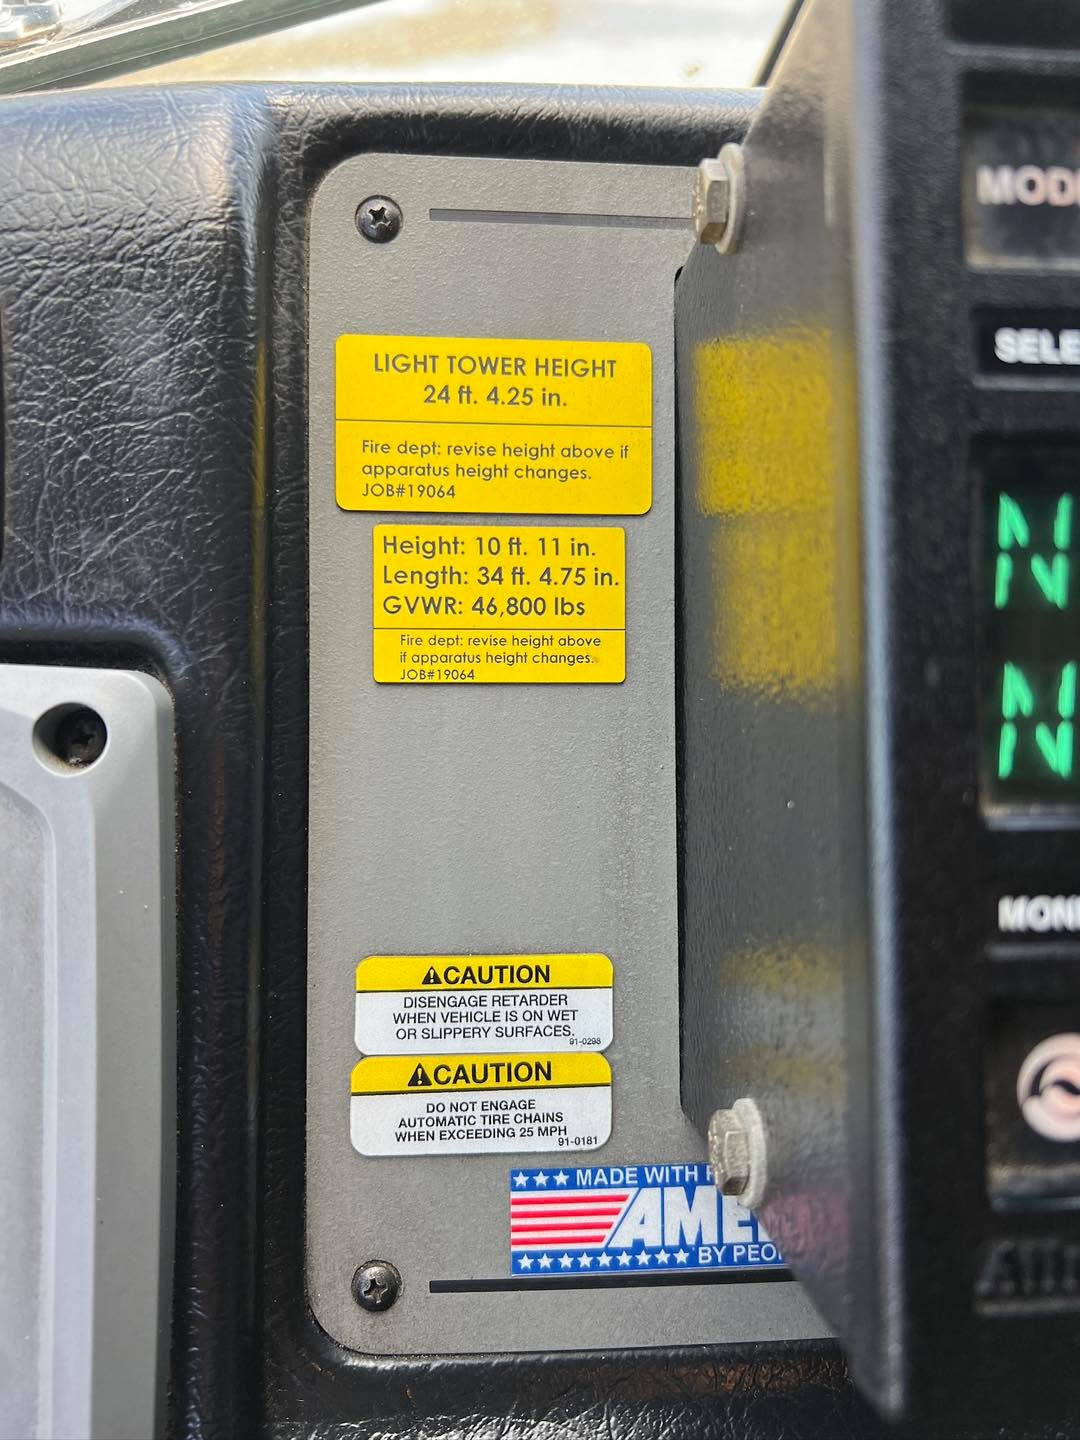 LIGHT TOWER HEIGHT
24 ft. 4.25 in.
Fire dept: revise height above if
apparatus height changes.
JOB#19064
Height: 10 ft. 11 in.
Length: 34 ft. 4.75 in.
GVWR: 46,800 lbs
Fire dept: revise height above
if apparatus height changes.
JOB#19064
⚠CAUTION
DISENGAGE RETARDER
WHEN VEHICLE IS ON WET
OR SLIPPERY SURFACES.
91-0298
⚠CAUTION
DO NOT ENGAGE
AUTOMATIC TIRE CHAINS
WHEN EXCEEDING 25 MPH
91-0181
MADE WITH
AME
BY PEO
MOD
SELE
N
N
MON